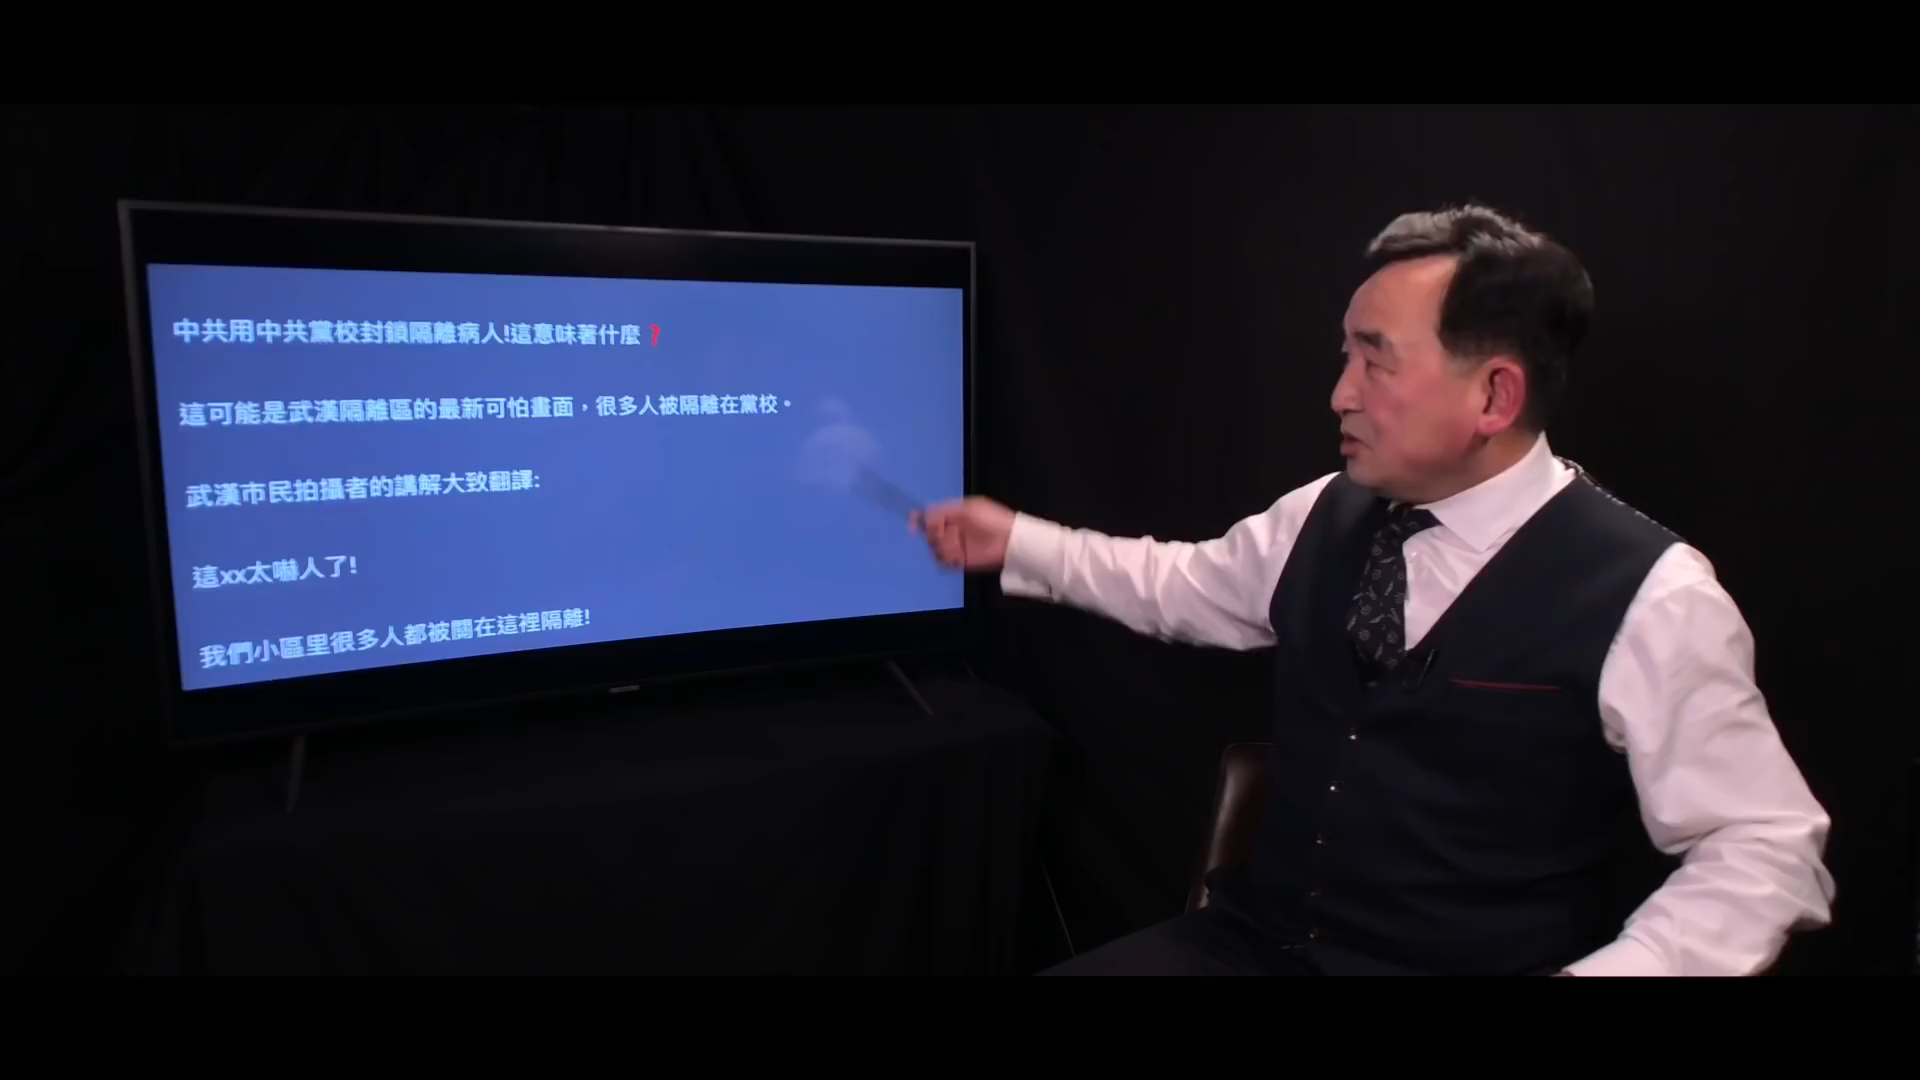 中共用中共黨校封鎖隔離病人!這意味著什麼❓
這可能是武漢隔離區的最新可怕畫面，很多人被隔離在黨校。
武漢市民拍攝者的講解大致翻譯:
這xx太嚇人了!
我們小區里很多人都被關在這裡隔離!